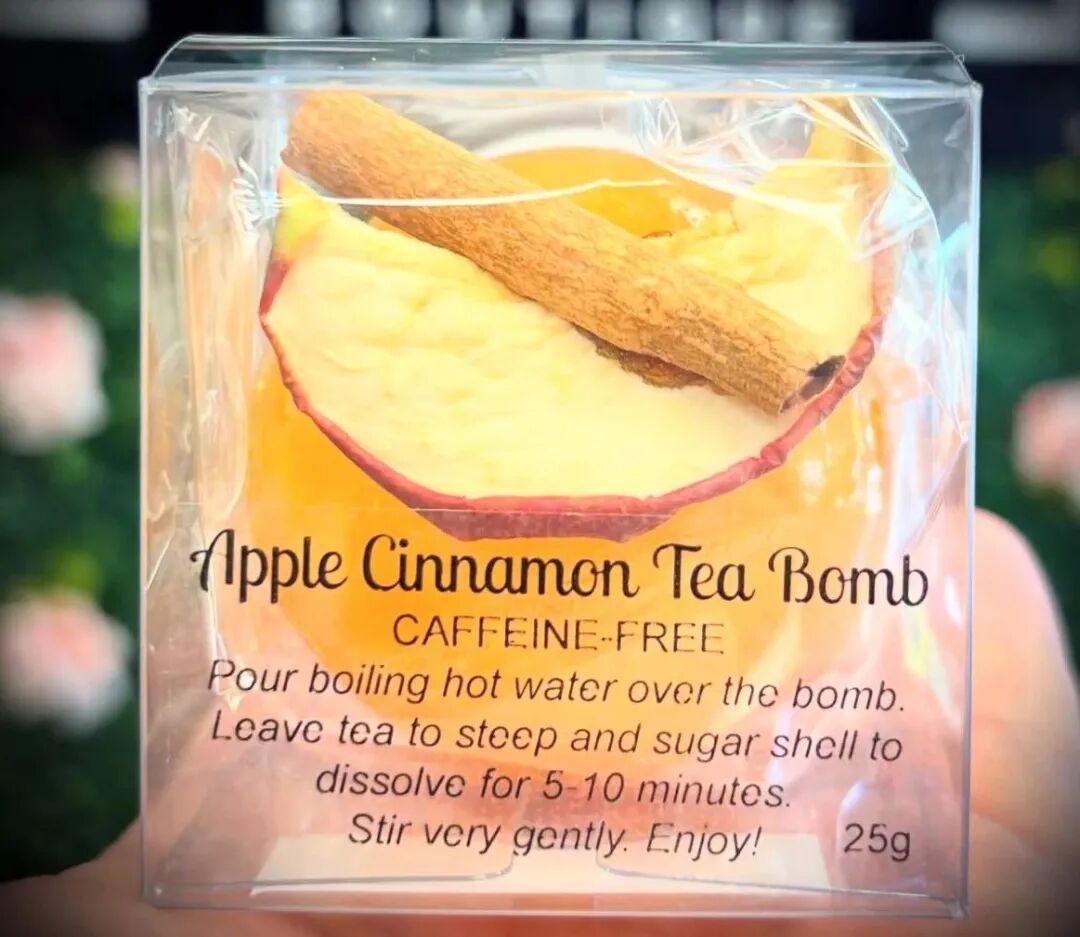 Apple Cinnamon Tea Bomb
CAFFEINE-FREE
Pour boiling hot water over the bomb.
Leave tea to steep and sugar shell to
dissolve for 5-10 minutes.
Stir very gently. Enjoy! 25g